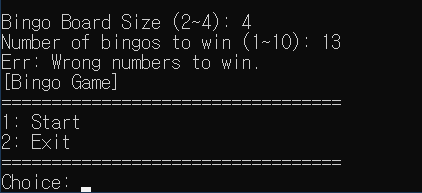 Bingo Board Size (2~4): 4
Number of bingos to win (1~10): 13
Err: Wrong numbers to win.
[Bingo Game]
==================================
1: Start
2: Exit
==================================
Choice: